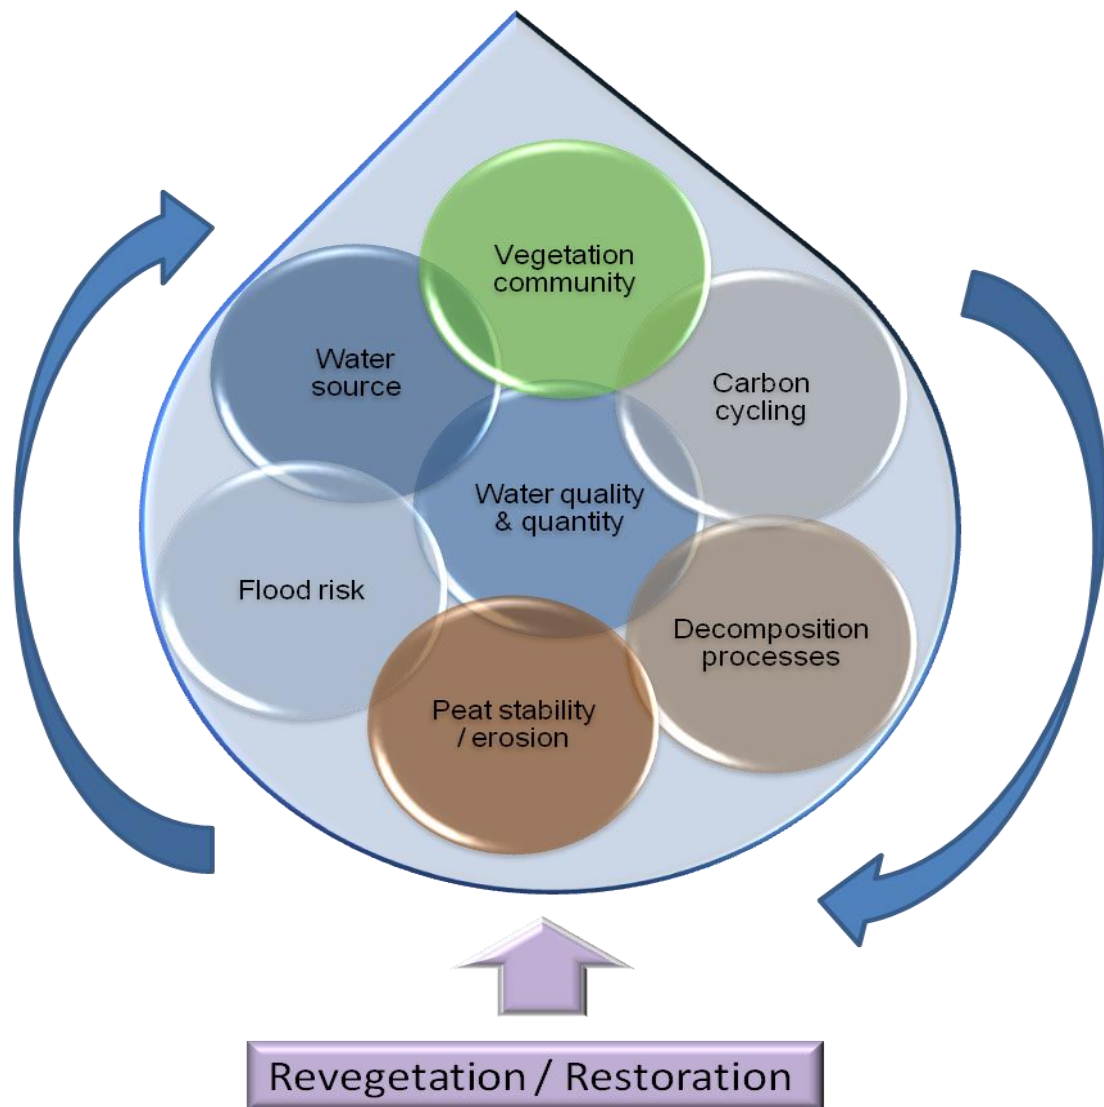 Vegetation
community
Water
source
Carbon
cycling
Water quality
& quantity
Flood risk
Decomposition
processes
Peat stability
/ erosion
Revegetation / Restoration